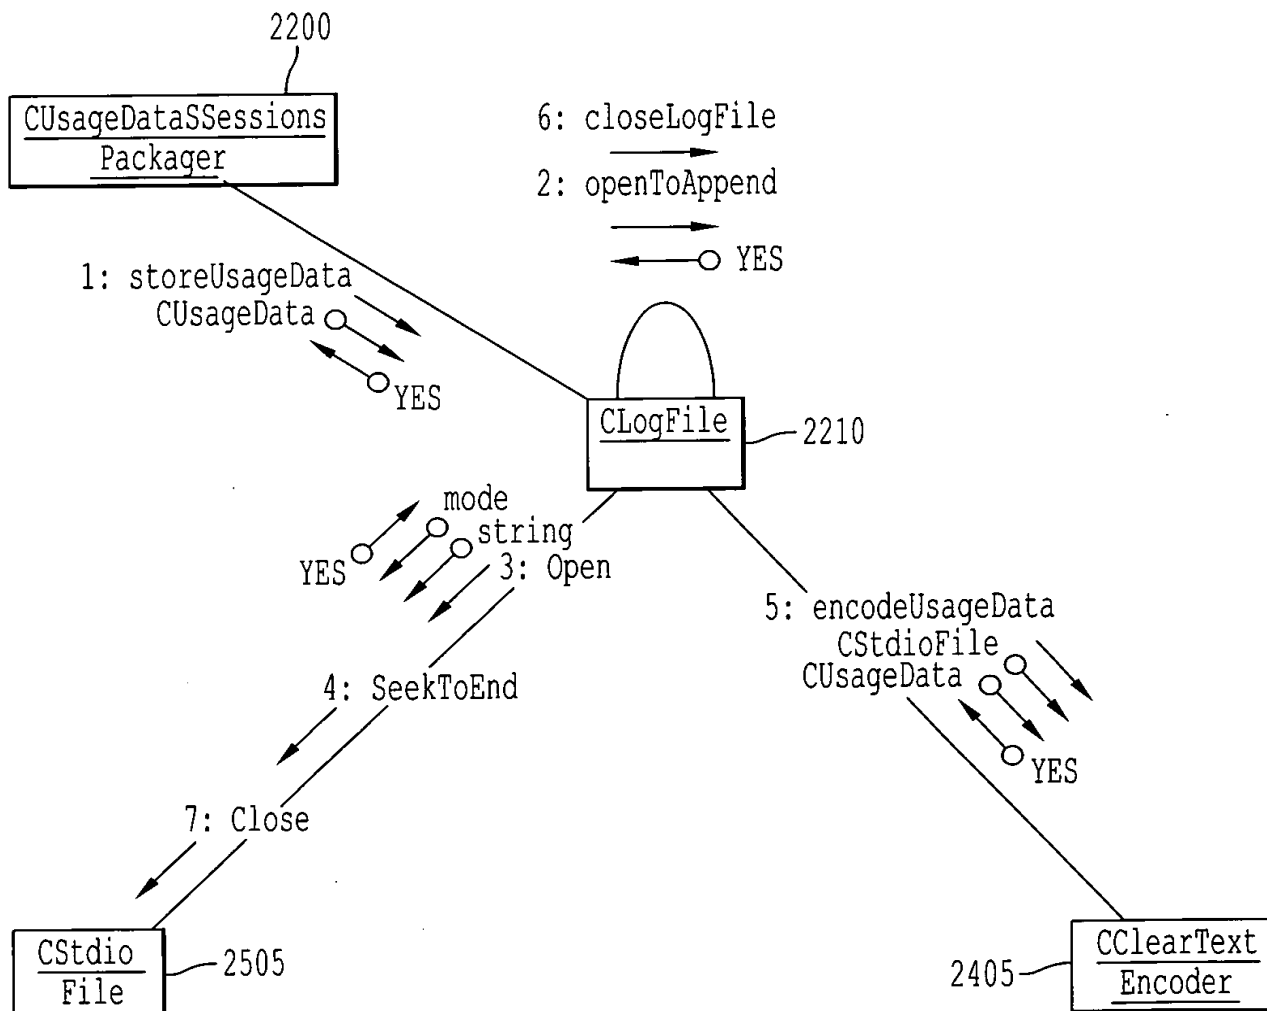 2200
CUsageDataSSessions
Packager
6: closeLogFile
2: openToAppend
YES
1: storeUsageData
CUsageData
YES
CLogFile
2210
mode
string
YES
3: Open
5: encodeUsageData
CStdioFile
CUsageData
YES
4: SeekToEnd
7: Close
CStdio
File
2505
2405
CClearText
Encoder